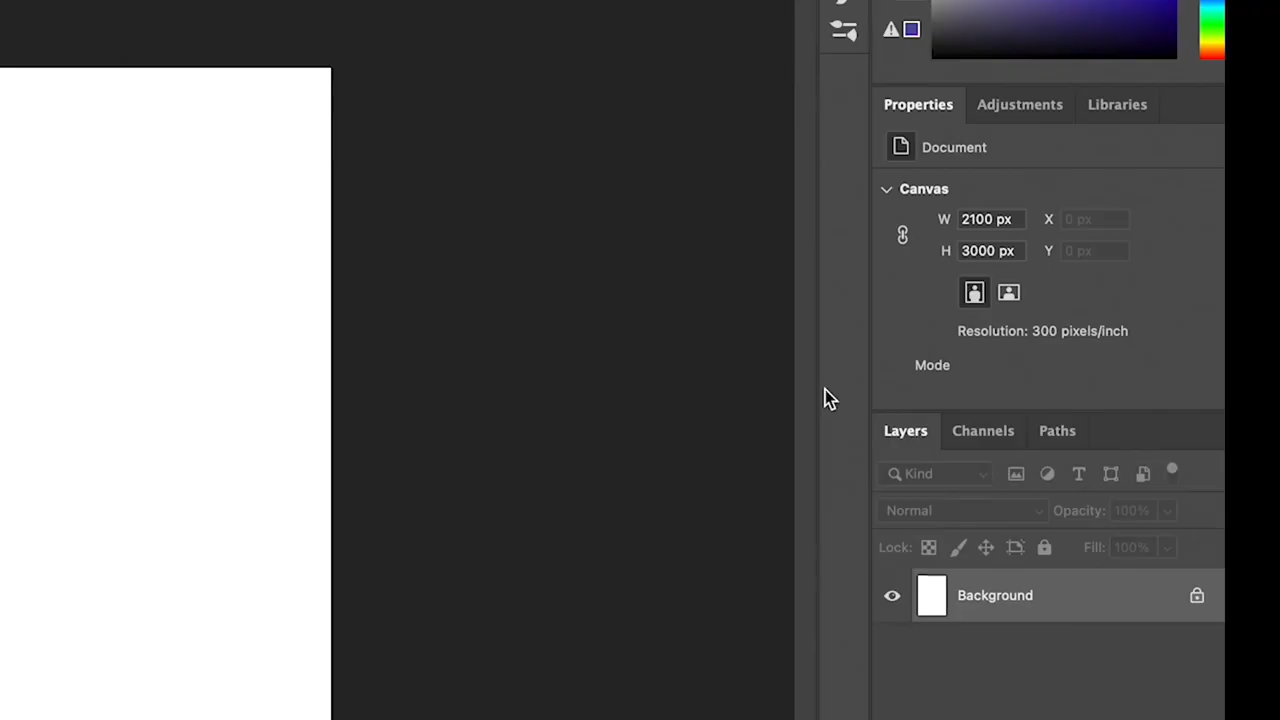 Properties Adjustments Libraries
Document
Canvas
W 2100 px X 0 px
H 3000 px Y 0 px
Resolution: 300 pixels/inch
Mode
Layers Channels Paths
Kind
Normal Opacity: 100%
Lock: Fill: 100%
Background